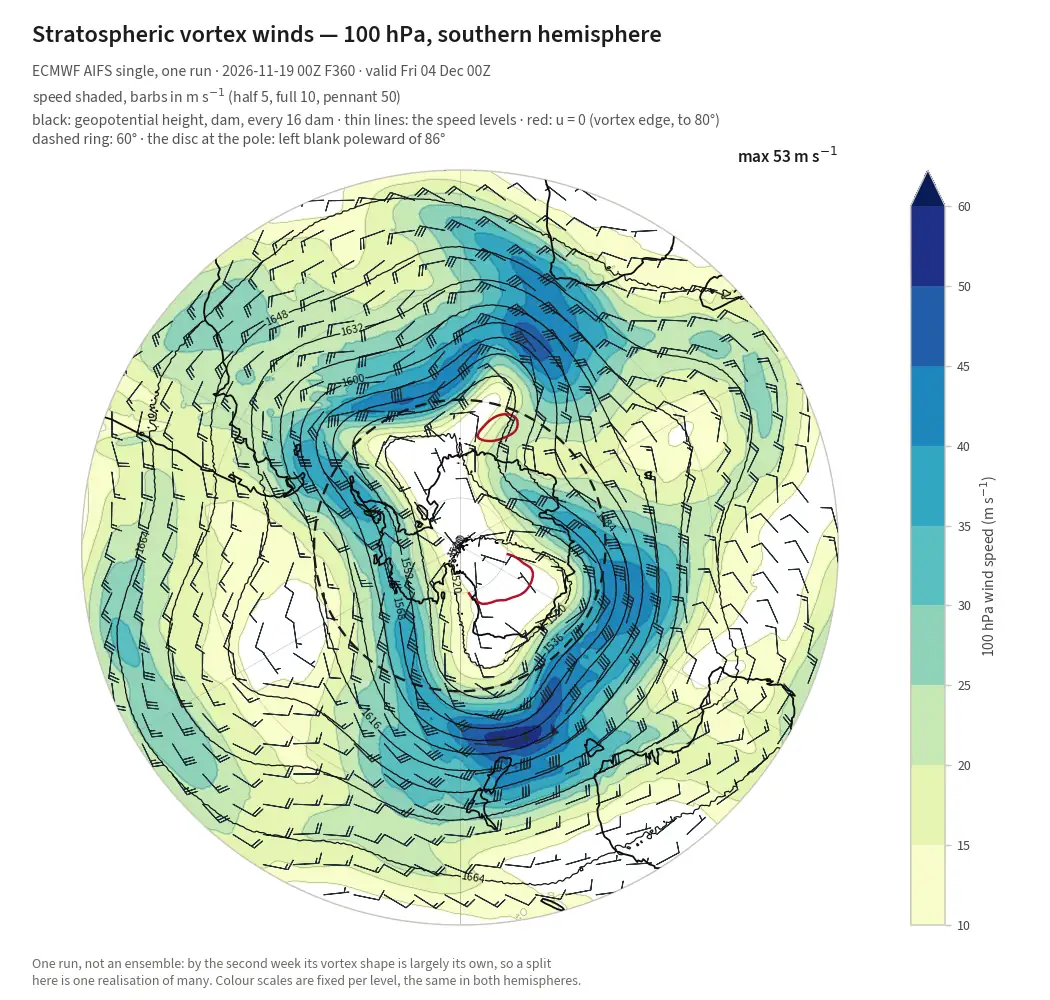 Stratospheric vortex winds — 100 hPa, southern hemisphere
ECMWF AIFS single, one run · 2026-11-19 00Z F360 · valid Fri 04 Dec 00Z
speed shaded, barbs in m s⁻¹ (half 5, full 10, pennant 50)
black: geopotential height, dam, every 16 dam · thin lines: the speed levels · red: u = 0 (vortex edge, to 80°)
dashed ring: 60° · the disc at the pole: left blank poleward of 86°
max 53 m s⁻¹
60
50
45
40
35
30
25
20
15
10
100 hPa wind speed (m s⁻¹)
1648
1632
1600
1664
1552
1568
1520
1536
1616
1664
One run, not an ensemble: by the second week its vortex shape is largely its own, so a split
here is one realisation of many. Colour scales are fixed per level, the same in both hemispheres.